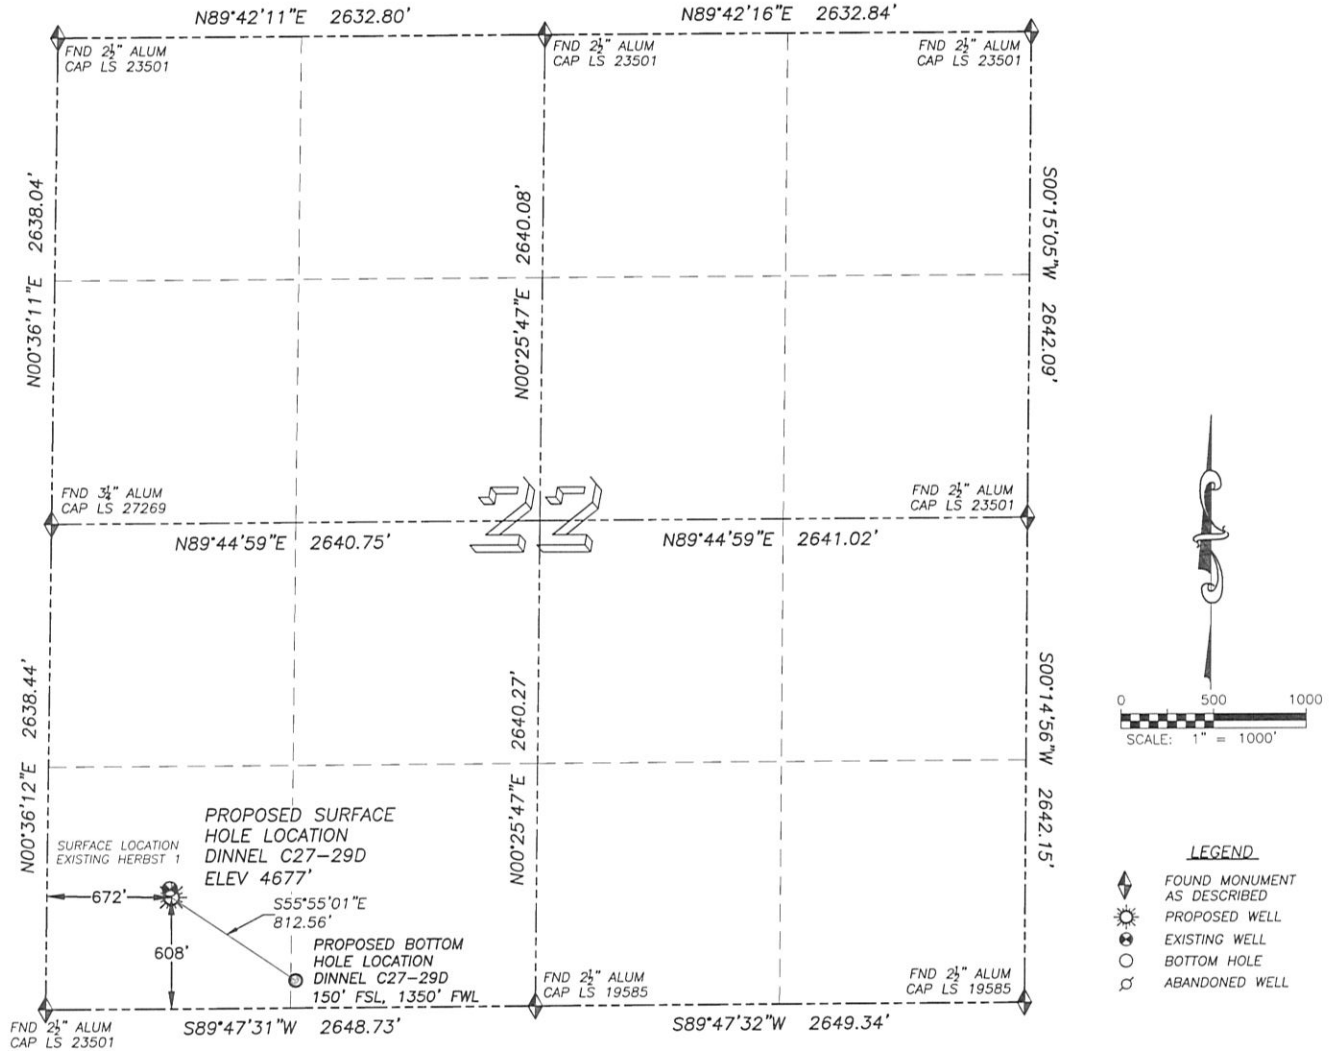 N89°42'11"E 2632.80'
N89°42'16"E 2632.84'
FND 2½" ALUM
CAP LS 23501
FND 2½" ALUM
CAP LS 23501
FND 2½" ALUM
CAP LS 23501
N00°36'11"E 2638.04'
N00°25'47"E 2640.08'
S00°15'05"W 2642.09'
FND 3¼" ALUM
CAP LS 27269
22
FND 2½" ALUM
CAP LS 23501
N89°44'59"E 2640.75'
N89°44'59"E 2641.02'
N00°36'12"E 2638.44'
N00°25'47"E 2640.27'
S00°14'56"W 2642.15'
0 500 1000
SCALE: 1" = 1000'
PROPOSED SURFACE
HOLE LOCATION
DINNEL C27-29D
ELEV 4677'
SURFACE LOCATION
EXISTING HERBST 1
672'
608'
S55°55'01"E
812.56'
PROPOSED BOTTOM
HOLE LOCATION
DINNEL C27-29D
150' FSL, 1350' FWL
LEGEND
FOUND MONUMENT
AS DESCRIBED
PROPOSED WELL
EXISTING WELL
BOTTOM HOLE
ABANDONED WELL
FND 2½" ALUM
CAP LS 23501
S89°47'31"W 2648.73'
FND 2½" ALUM
CAP LS 19585
S89°47'32"W 2649.34'
FND 2½" ALUM
CAP LS 19585